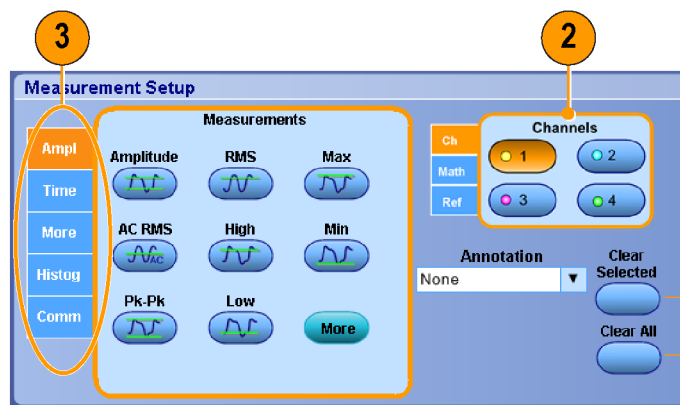 3
2
Measurement Setup
Measurements
Channels
Ampl
Time
More
Histog
Comm
Amplitude RMS Max
AC RMS High Min
AC
Pk-Pk Low
More
Ch
Math
Ref
1 2
3 4
Annotation
None
Clear
Selected
Clear All